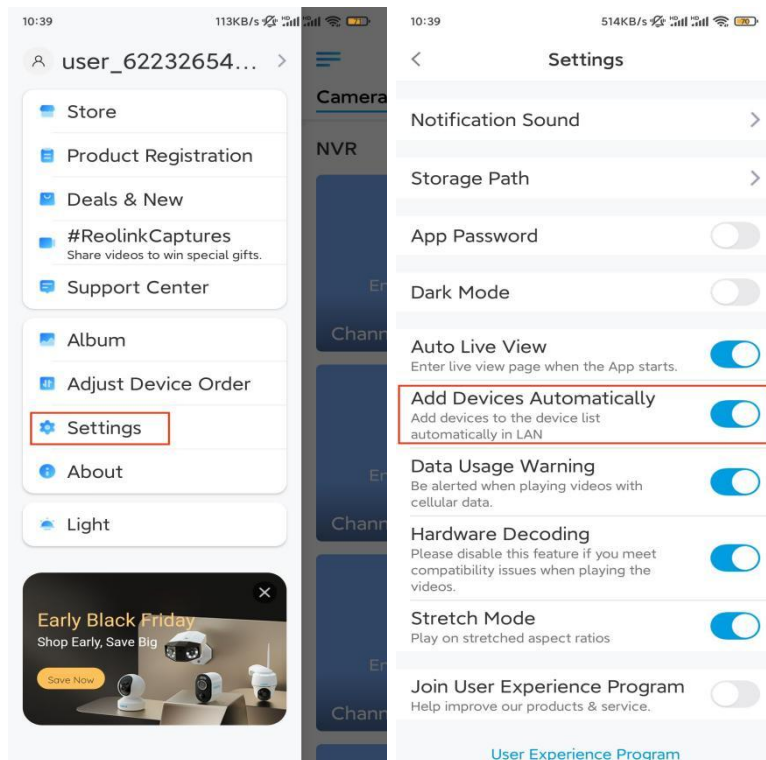 10:39
113KB/s
71
user_62232654...
Store
Product Registration
Deals & New
#ReolinkCaptures
Share videos to win special gifts.
Support Center
Album
Adjust Device Order
Settings
About
Light
Early Black Friday
Shop Early, Save Big
Save Now
Camera
NVR
Er
Chann
Er
Chann
Er
Chann
10:39
514KB/s
70
Settings
Notification Sound
Storage Path
App Password
Dark Mode
Auto Live View
Enter live view page when the App starts.
Add Devices Automatically
Add devices to the device list
automatically in LAN
Data Usage Warning
Be alerted when playing videos with
cellular data.
Hardware Decoding
Please disable this feature if you meet
compatibility issues when playing the
videos.
Stretch Mode
Play on stretched aspect ratios
Join User Experience Program
Help improve our products & service.
User Experience Program